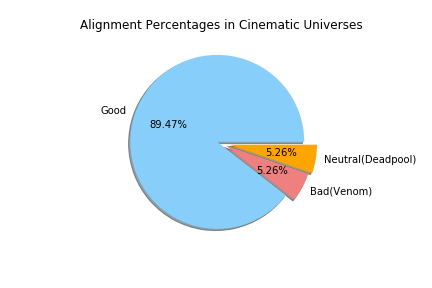 Alignment Percentages in Cinematic Universes
Good
89.47%
5.26%
Neutral(Deadpool)
5.26%
Bad(Venom)